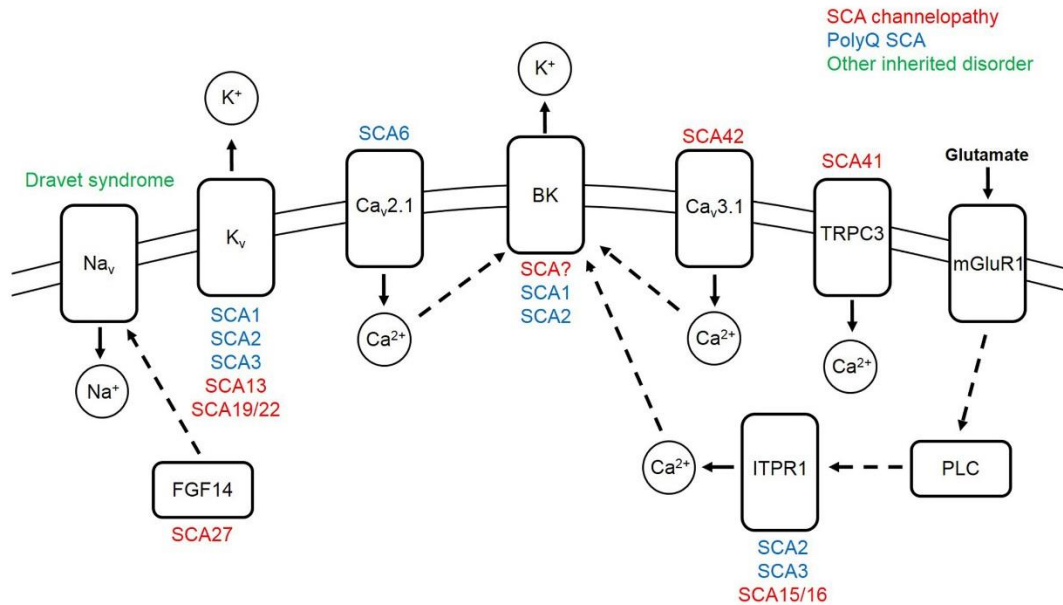 SCA channelopathy
PolyQ SCA
Other inherited disorder
K⁺
K⁺
SCA6
SCA42
SCA41
Glutamate
Dravet syndrome
Naᵥ
Kᵥ
Caᵥ2.1
BK
Caᵥ3.1
TRPC3
mGluR1
SCA1
SCA2
SCA3
SCA13
SCA19/22
SCA?
SCA1
SCA2
Na⁺
Ca²⁺
Ca²⁺
Ca²⁺
FGF14
SCA27
Ca²⁺
ITPR1
PLC
SCA2
SCA3
SCA15/16